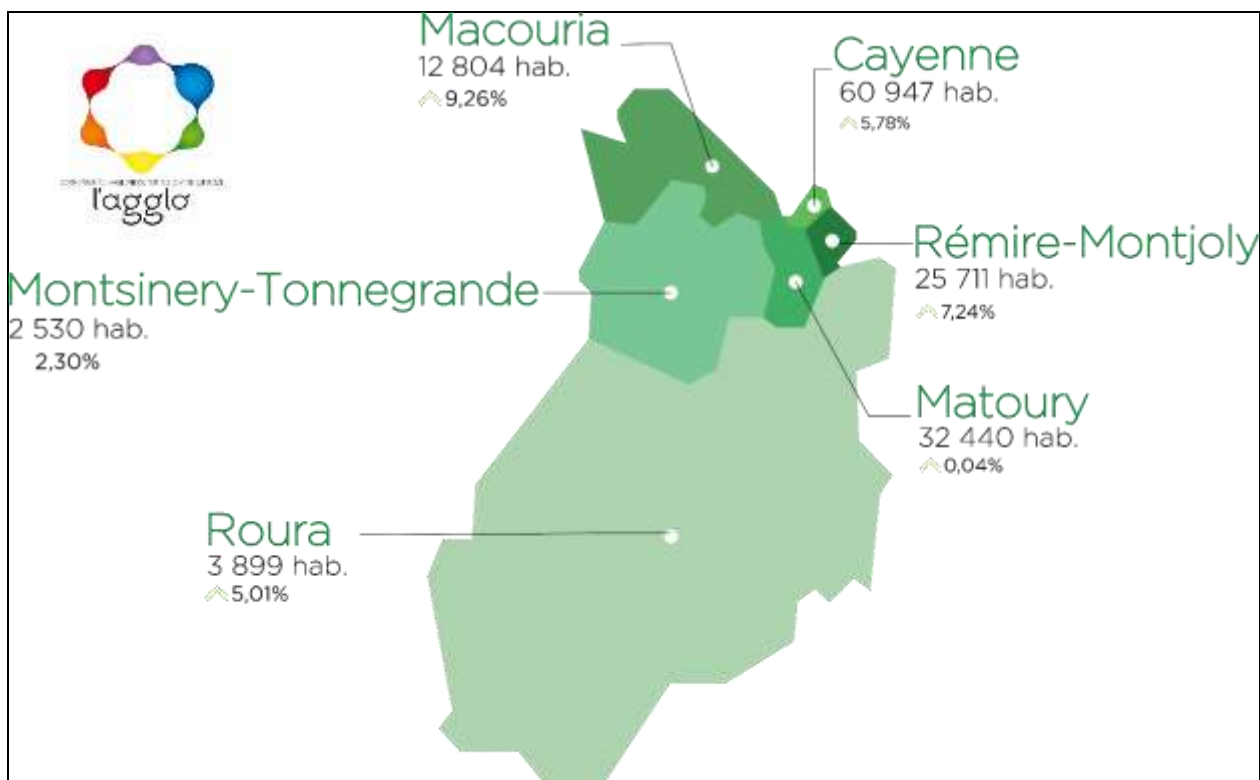 Macouria
12 804 hab.
9,26%
Cayenne
60 947 hab.
5,78%
l'agglo
Rémire-Montjoly
25 711 hab.
7,24%
Montsinery-Tonnegrande
2 530 hab.
2,30%
Matoury
32 440 hab.
0,04%
Roura
3 899 hab.
5,01%